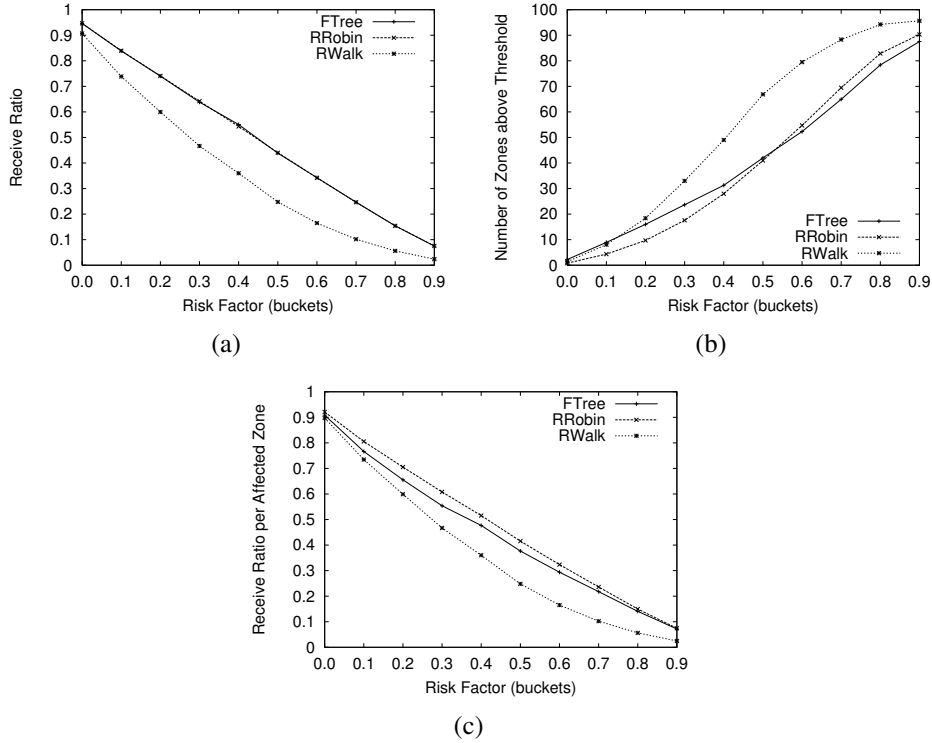 1
0.9
0.8
0.7
0.6
0.5
0.4
0.3
0.2
0.1
0
Receive Ratio
FTree
RRobin
RWalk
0.0 0.1 0.2 0.3 0.4 0.5 0.6 0.7 0.8 0.9
Risk Factor (buckets)
(a)
100
90
80
70
60
50
40
30
20
10
0
Number of Zones above Threshold
FTree
RRobin
RWalk
0.0 0.1 0.2 0.3 0.4 0.5 0.6 0.7 0.8 0.9
Risk Factor (buckets)
(b)
1
0.9
0.8
0.7
0.6
0.5
0.4
0.3
0.2
0.1
0
Receive Ratio per Affected Zone
FTree
RRobin
RWalk
0.0 0.1 0.2 0.3 0.4 0.5 0.6 0.7 0.8 0.9
Risk Factor (buckets)
(c)